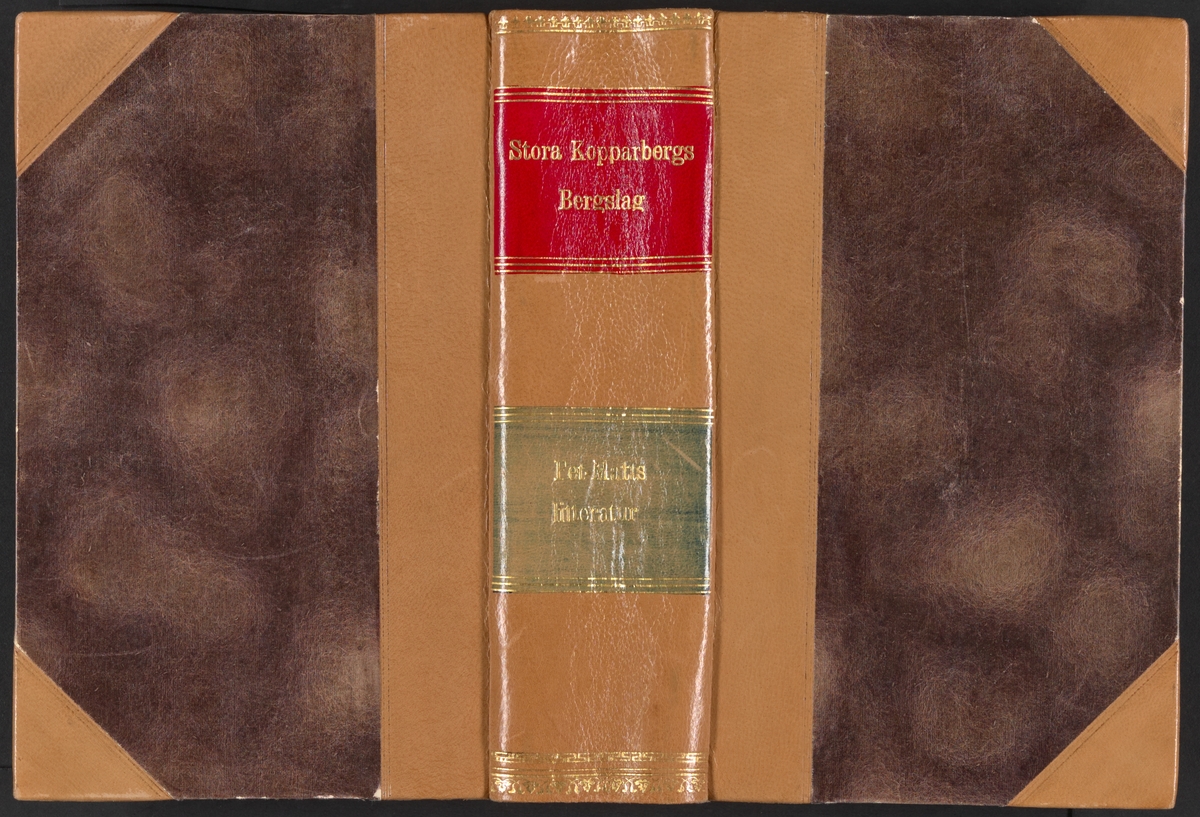 Stora Kopparbergs
Bergslag
Fet-Matts
litteratur